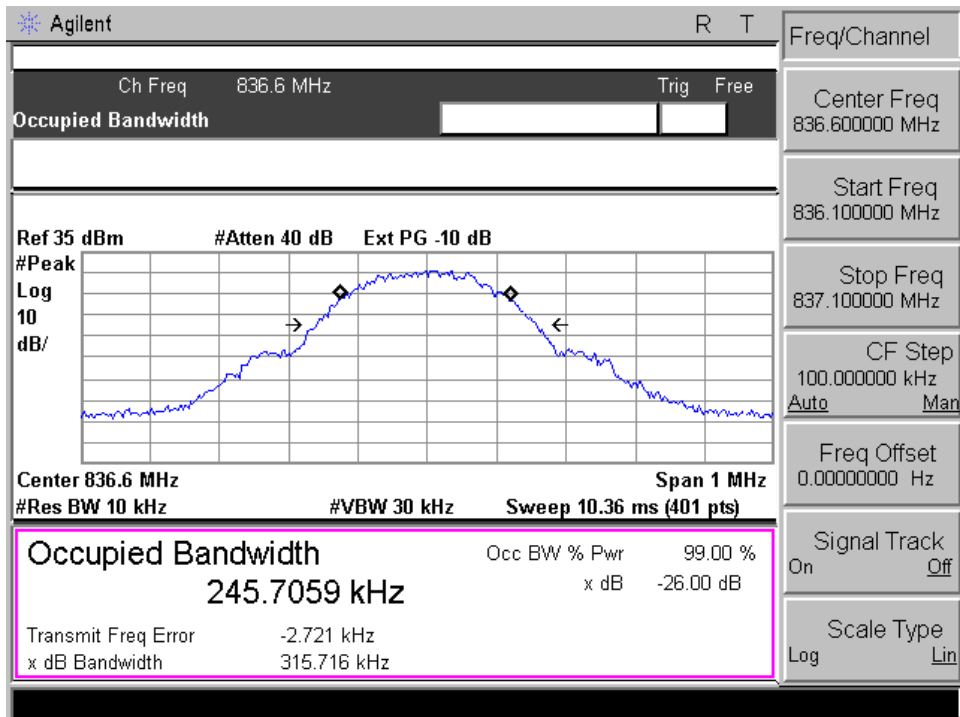 Agilent R T
Freq/Channel
Ch Freq 836.6 MHz Trig Free
Occupied Bandwidth
Center Freq
836.600000 MHz
Start Freq
836.100000 MHz
Stop Freq
837.100000 MHz
CF Step
100.000000 kHz
Auto Man
Freq Offset
0.00000000 Hz
Signal Track
On Off
Scale Type
Log Lin
Ref 35 dBm #Atten 40 dB Ext PG -10 dB
#Peak
Log
10
dB/
Center 836.6 MHz Span 1 MHz
#Res BW 10 kHz #VBW 30 kHz Sweep 10.36 ms (401 pts)
Occupied Bandwidth Occ BW % Pwr 99.00 %
245.7059 kHz x dB -26.00 dB
Transmit Freq Error -2.721 kHz
x dB Bandwidth 315.716 kHz